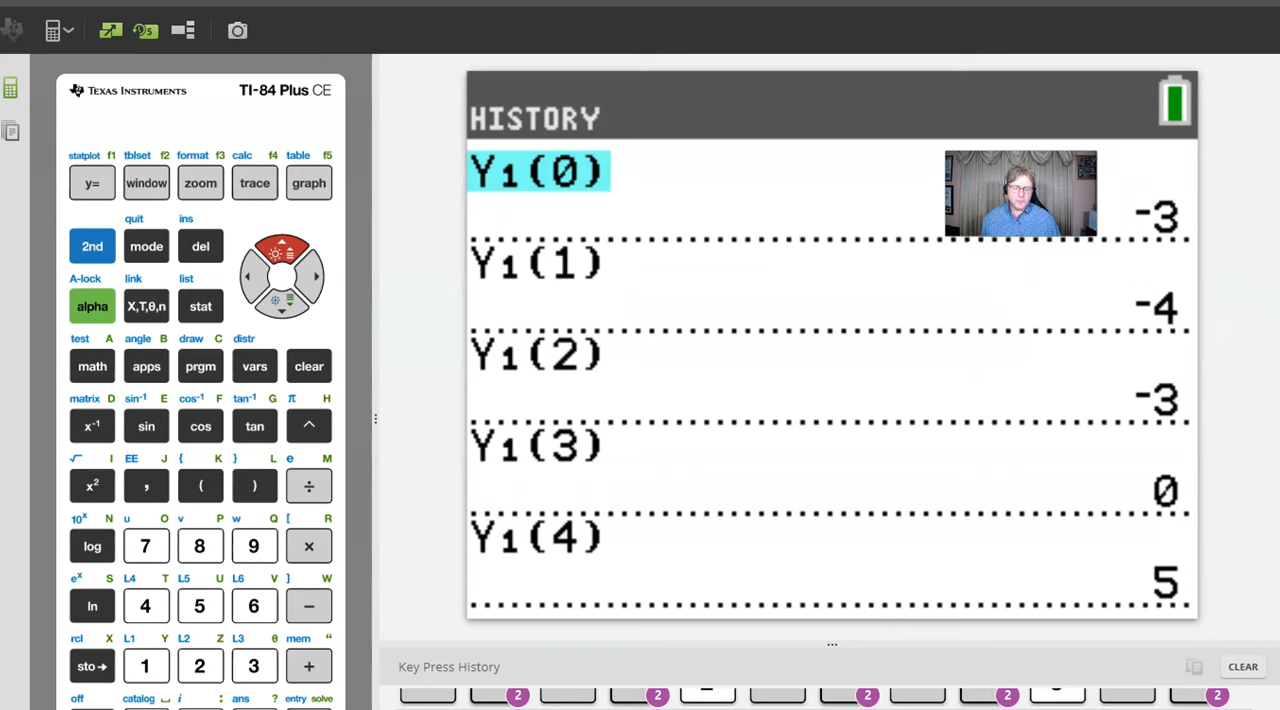 TEXAS INSTRUMENTS TI-84 Plus CE
statplot f1 tblset f2 format f3 calc f4 table f5
y= window zoom trace graph
quit ins
2nd mode del
A-lock link list
alpha X,T,θ,n stat
test A angle B draw C distr
math apps prgm vars clear
matrix D sin⁻¹ E cos⁻¹ F tan⁻¹ G π H
x⁻¹ sin cos tan ^
√ I EE J { K } L e M
x² , ( ) ÷
10ˣ N u O v P w Q [ R
log 7 8 9 ×
eˣ S L4 T L5 U L6 V ] W
ln 4 5 6 −
rcl X L1 Y L2 Z L3 θ mem “
sto→ 1 2 3 +
off catalog i : ans ? entry solve
HISTORY
Y₁(0)
-3
Y₁(1)
-4
Y₁(2)
-3
Y₁(3)
0
Y₁(4)
5
Key Press History CLEAR
2 2 2 2 2